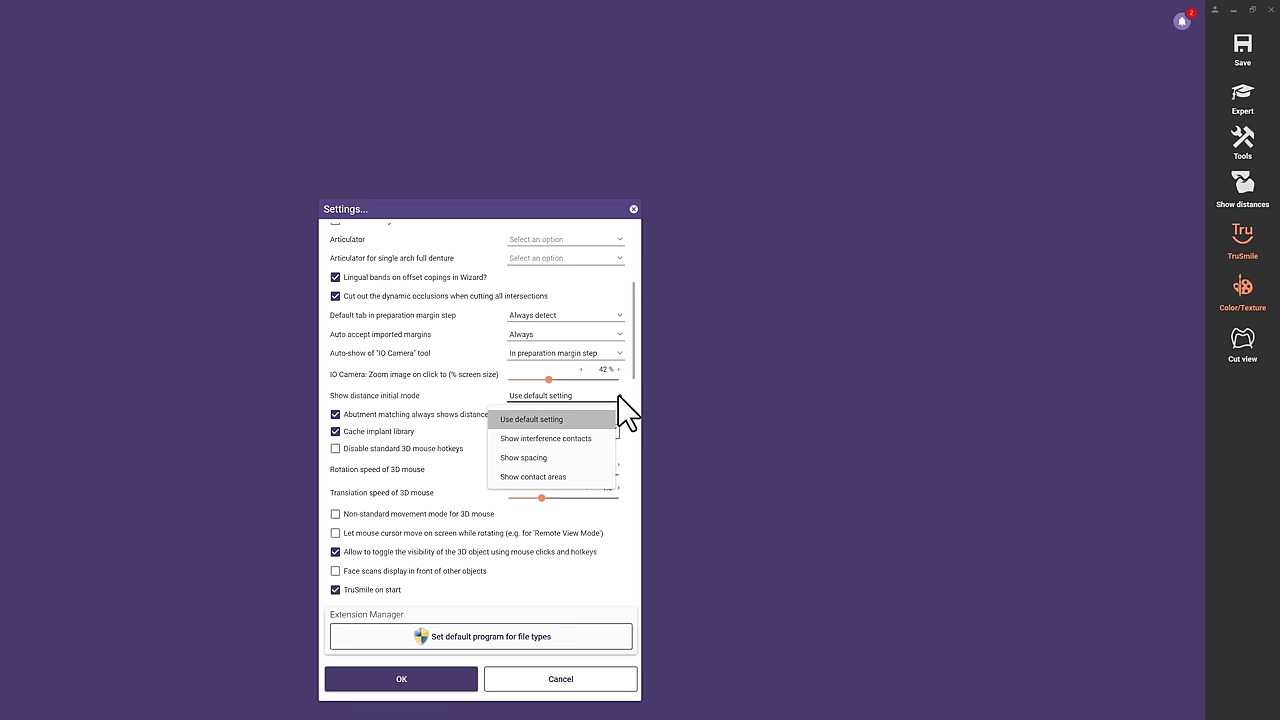 2
Save
Expert
Tools
Show distances
Tru
TruSmile
Color/Texture
Cut view
Settings...
Articulator Select an option
Articulator for single arch full denture Select an option
Lingual bands on offset copings in Wizard?
Cut out the dynamic occlusions when cutting all intersections
Default tab in preparation margin step Always detect
Auto accept imported margins Always
Auto-show of "IO Camera" tool In preparation margin step
IO Camera: Zoom image on click to (% screen size) 42 %
Show distance initial mode Use default setting
Abutment matching always shows distance
Use default setting
Cache implant library
Show interference contacts
Disable standard 3D mouse hotkeys
Show spacing
Rotation speed of 3D mouse
Show contact areas
Translation speed of 3D mouse
Non-standard movement mode for 3D mouse
Let mouse cursor move on screen while rotating (e.g. for 'Remote View Mode')
Allow to toggle the visibility of the 3D object using mouse clicks and hotkeys
Face scans display in front of other objects
TruSmile on start
Extension Manager
Set default program for file types
OK Cancel